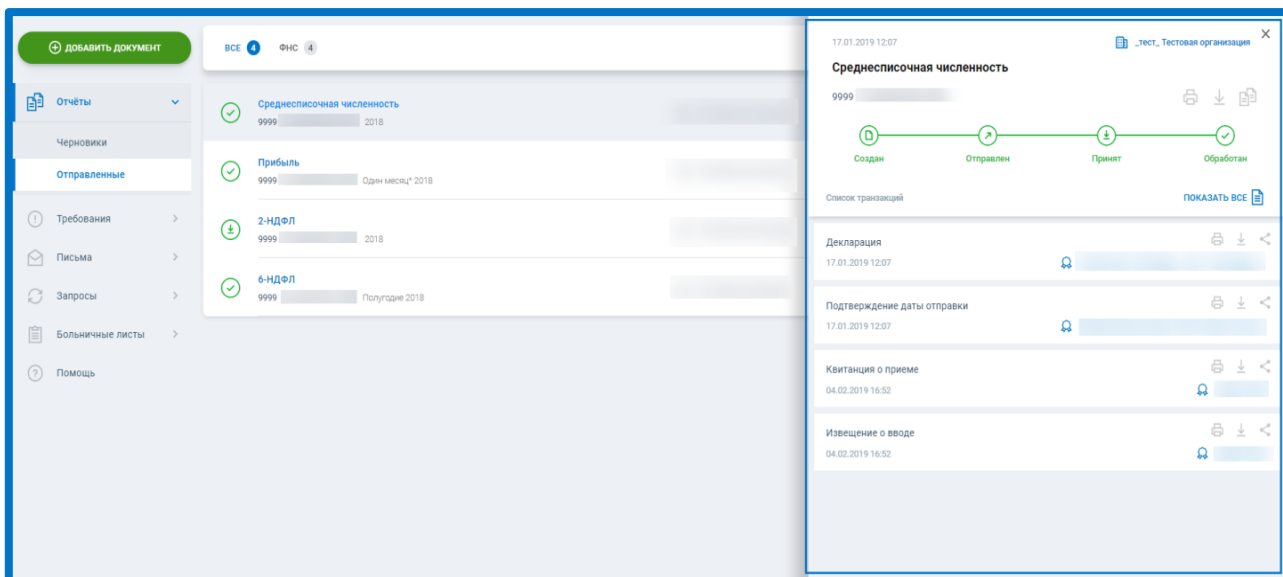 ДОБАВИТЬ ДОКУМЕНТ
Отчёты
Черновики
Отправленные
Требования
Письма
Запросы
Больничные листы
Помощь
ВСЕ 4 ФНС 4
Среднесписочная численность
9999 2018
Прибыль
9999 Один месяц* 2018
2-НДФЛ
9999 2018
6-НДФЛ
9999 Полугодие 2018
17.01.2019 12:07 _тест_ Тестовая организация
Среднесписочная численность
9999
Создан Отправлен Принят Обработан
Список транзакций ПОКАЗАТЬ ВСЕ
Декларация
17.01.2019 12:07
Подтверждение даты отправки
17.01.2019 12:07
Квитанция о приеме
04.02.2019 16:52
Извещение о вводе
04.02.2019 16:52